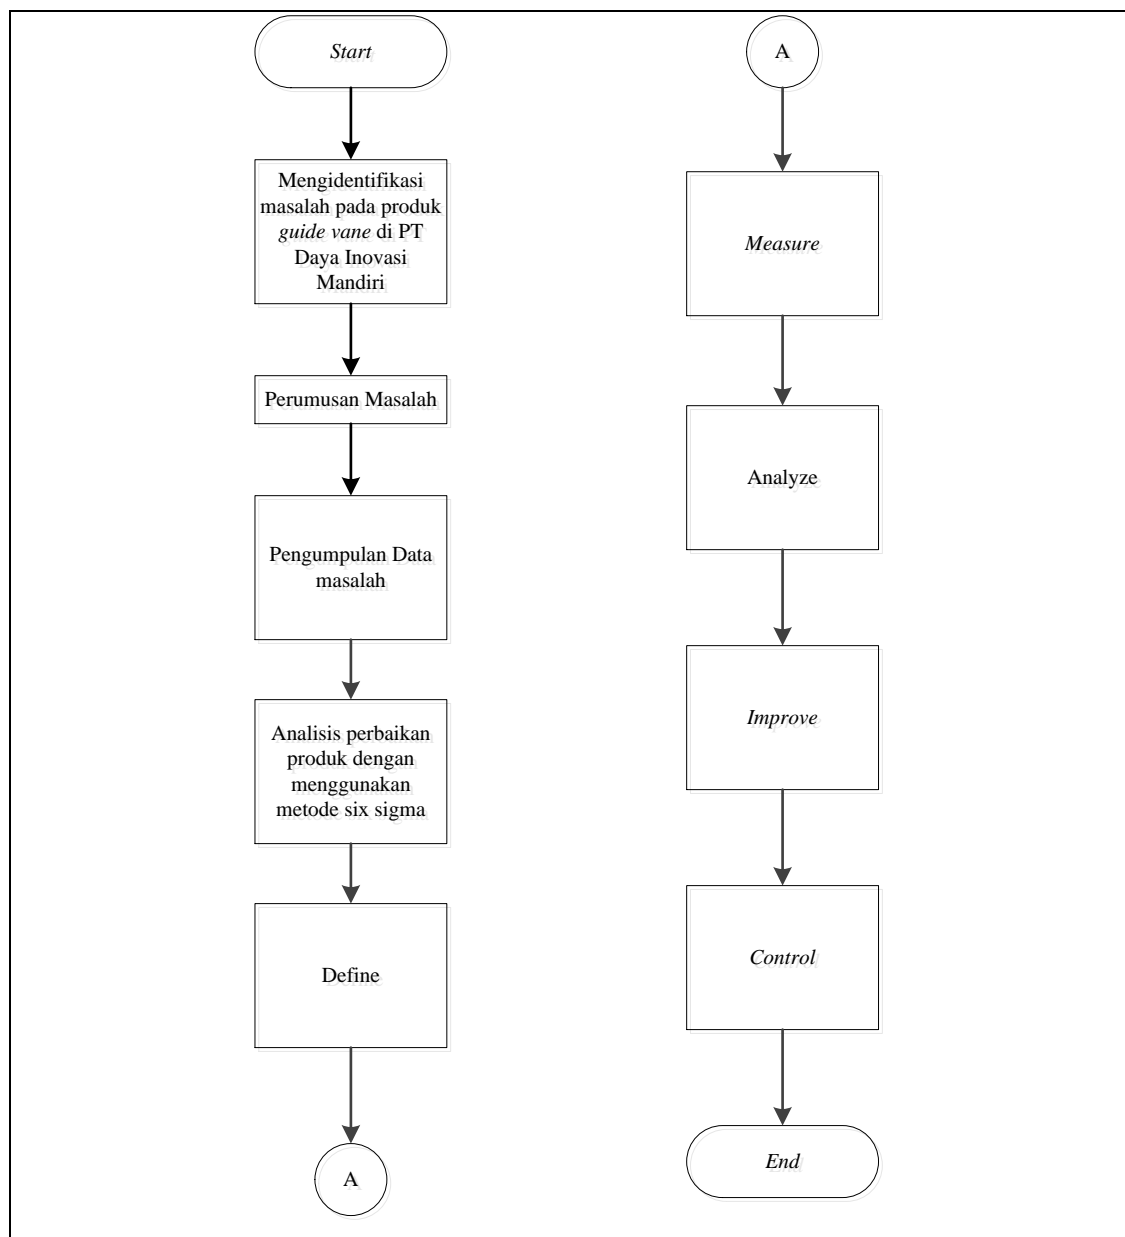 Start
Mengidentifikasi
masalah pada produk
guide vane di PT
Daya Inovasi
Mandiri
Perumusan Masalah
Pengumpulan Data
masalah
Analisis perbaikan
produk dengan
menggunakan
metode six sigma
Define
A
A
Measure
Analyze
Improve
Control
End